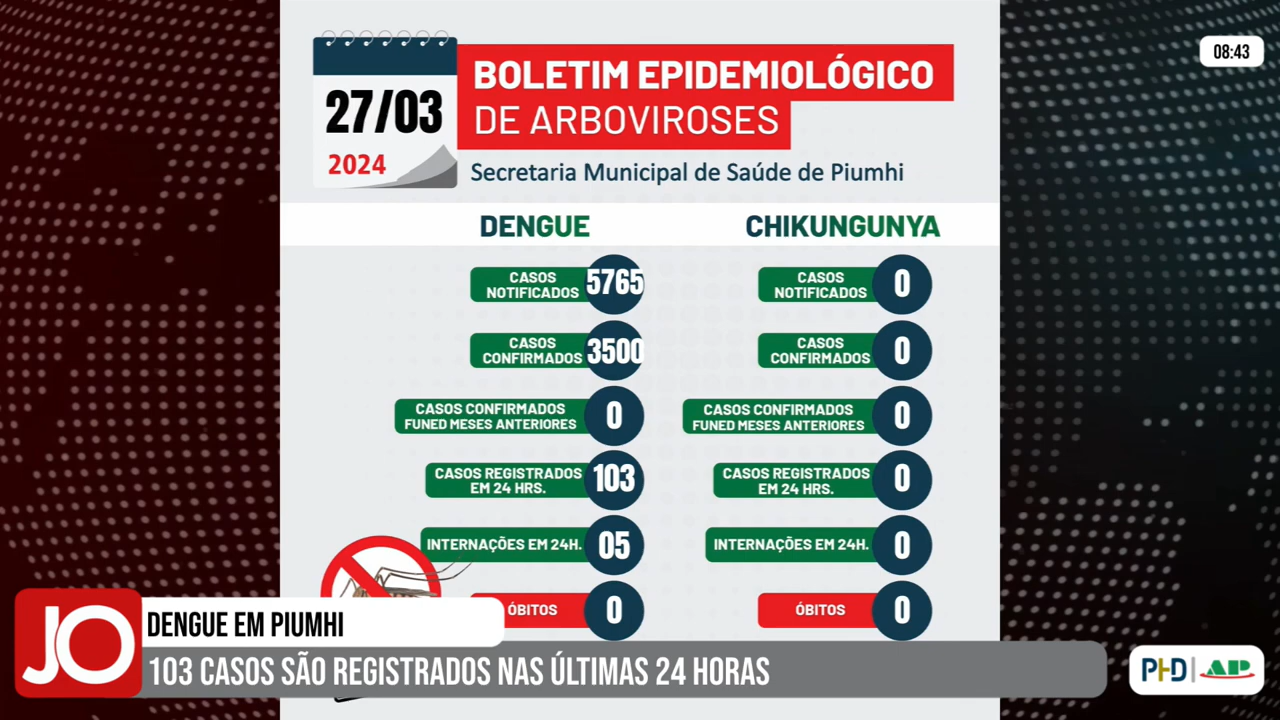 08:43
27/03
2024
BOLETIM EPIDEMIOLÓGICO
DE ARBOVIROSES
Secretaria Municipal de Saúde de Piumhi
DENGUE
CASOS
NOTIFICADOS
5765
CASOS
CONFIRMADOS
3500
CASOS CONFIRMADOS
FUNED MESES ANTERIORES
0
CASOS REGISTRADOS
EM 24 HRS.
103
INTERNAÇÕES EM 24H.
05
ÓBITOS
0
CHIKUNGUNYA
CASOS
NOTIFICADOS
0
CASOS
CONFIRMADOS
0
CASOS CONFIRMADOS
FUNED MESES ANTERIORES
0
CASOS REGISTRADOS
EM 24 HRS.
0
INTERNAÇÕES EM 24H.
0
ÓBITOS
0
JO
DENGUE EM PIUMHI
103 CASOS SÃO REGISTRADOS NAS ÚLTIMAS 24 HORAS
PHD | AP